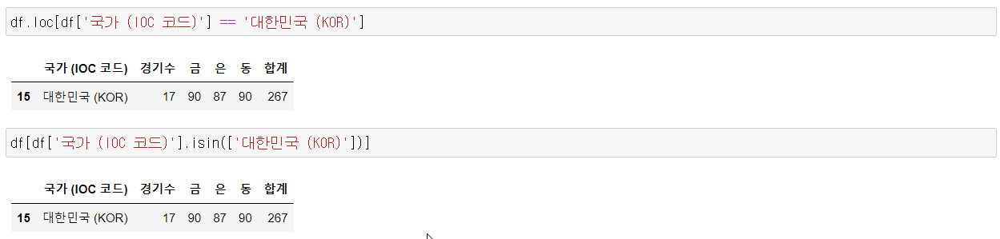 df.loc[df['국가 (IOC 코드)'] == '대한민국 (KOR)']
국가 (IOC 코드) 경기수 금 은 동 합계
15 대한민국 (KOR) 17 90 87 90 267
df[df['국가 (IOC 코드)'].isin(['대한민국 (KOR)'])]
국가 (IOC 코드) 경기수 금 은 동 합계
15 대한민국 (KOR) 17 90 87 90 267